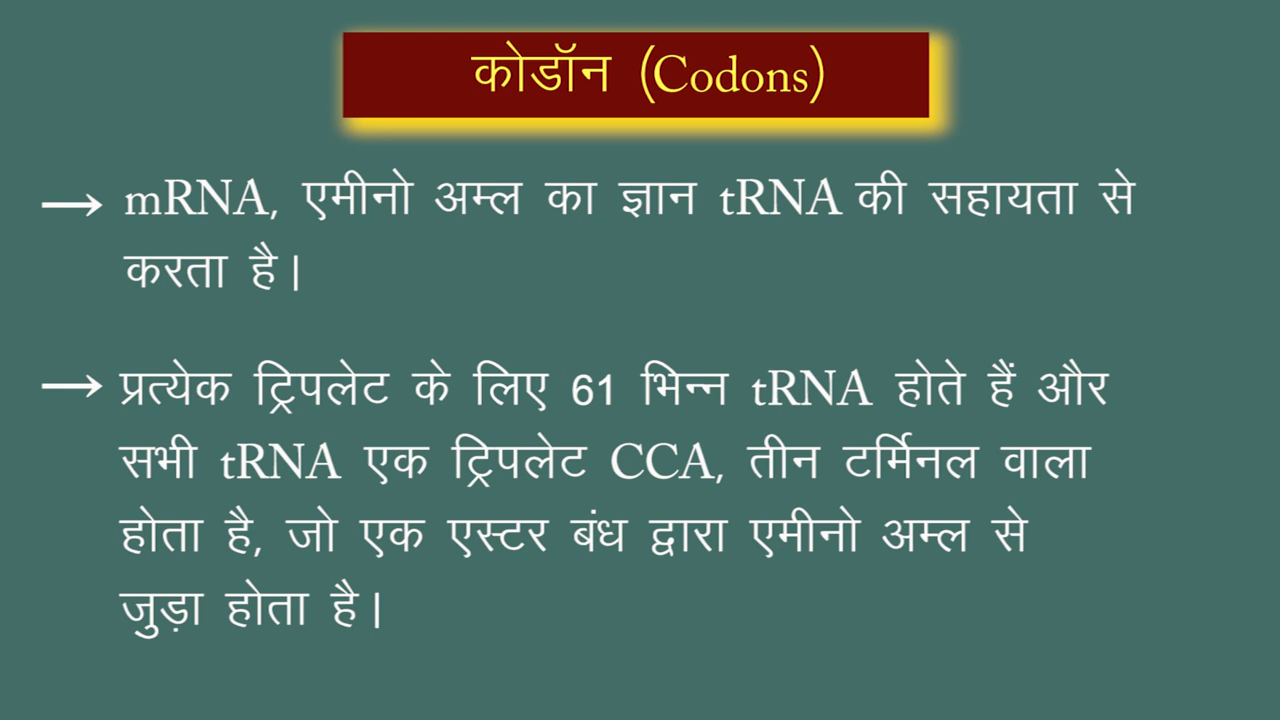 कोडॉन (Codons)
→ mRNA, एमीनो अम्ल का ज्ञान tRNA की सहायता से
करता है।
→ प्रत्येक ट्रिपलेट के लिए 61 भिन्न tRNA होते हैं और
सभी tRNA एक ट्रिपलेट CCA, तीन टर्मिनल वाला
होता है, जो एक एस्टर बंध द्वारा एमीनो अम्ल से
जुड़ा होता है।